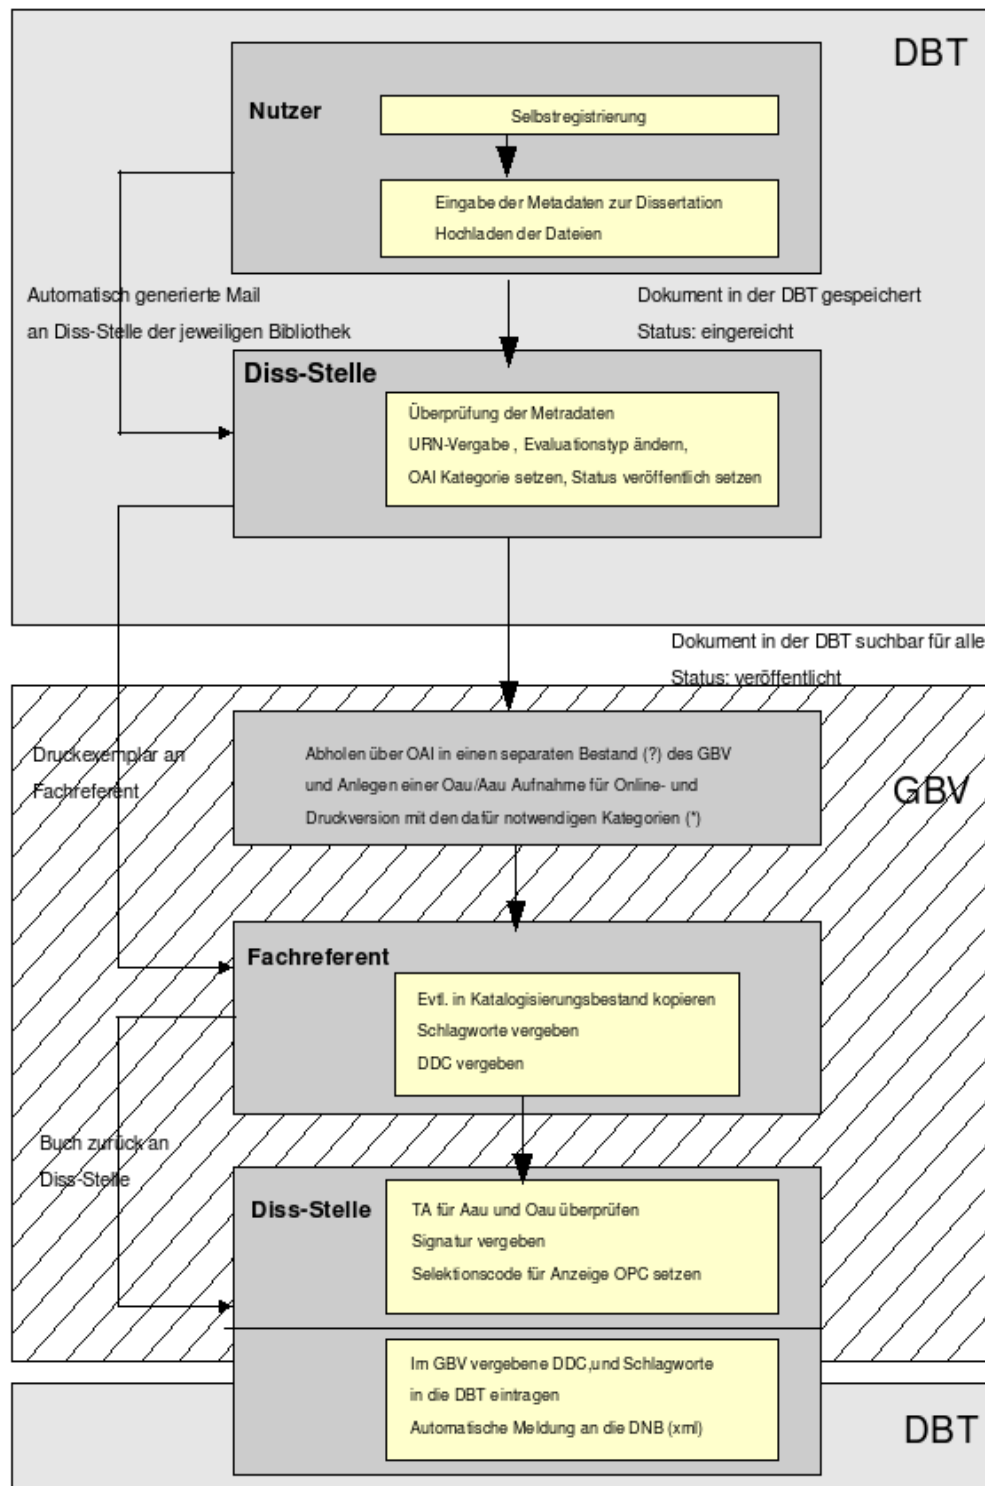 DBT
Nutzer
Selbstregistrierung
Eingabe der Metadaten zur Dissertation
Hochladen der Dateien
Automatisch generierte Mail
an Diss-Stelle der jeweiligen Bibliothek
Dokument in der DBT gespeichert
Status: eingereicht
Diss-Stelle
Überprüfung der Metradaten
URN-Vergabe , Evaluationstyp ändern,
OAI Kategorie setzen, Status veröffentlich setzen
Dokument in der DBT suchbar für alle
Status: veröffentlicht
Druckexemplar an
Fachreferent
Abholen über OAI in einen separaten Bestand (?) des GBV
und Anlegen einer Oau/Aau Aufnahme für Online- und
Druckversion mit den dafür notwendigen Kategorien (*)
GBV
Fachreferent
Evtl. in Katalogisierungsbestand kopieren
Schlagworte vergeben
DDC vergeben
Buch zurück an
Diss-Stelle
Diss-Stelle
TA für Aau und Oau überprüfen
Signatur vergeben
Selektionscode für Anzeige OPC setzen
Im GBV vergebene DDC,und Schlagworte
in die DBT eintragen
Automatische Meldung an die DNB (xml)
DBT